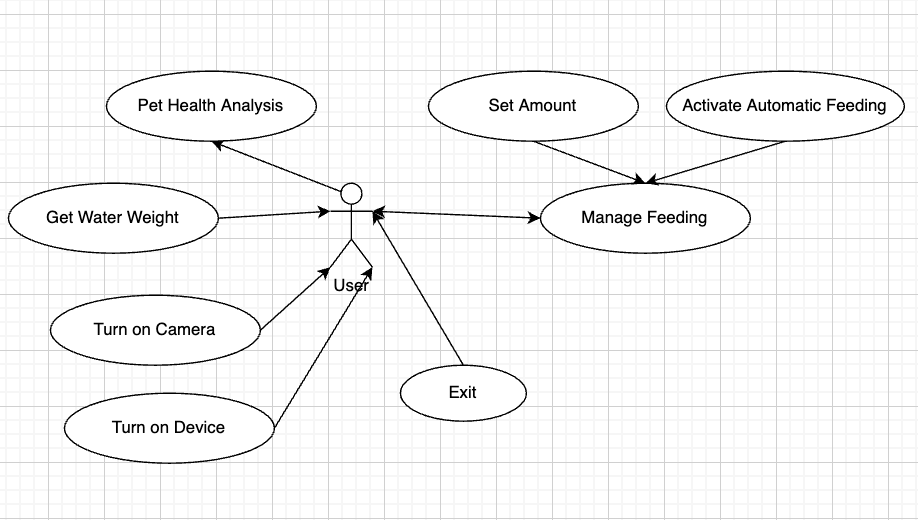 Pet Health Analysis
Set Amount
Activate Automatic Feeding
Get Water Weight
Manage Feeding
User
Turn on Camera
Exit
Turn on Device